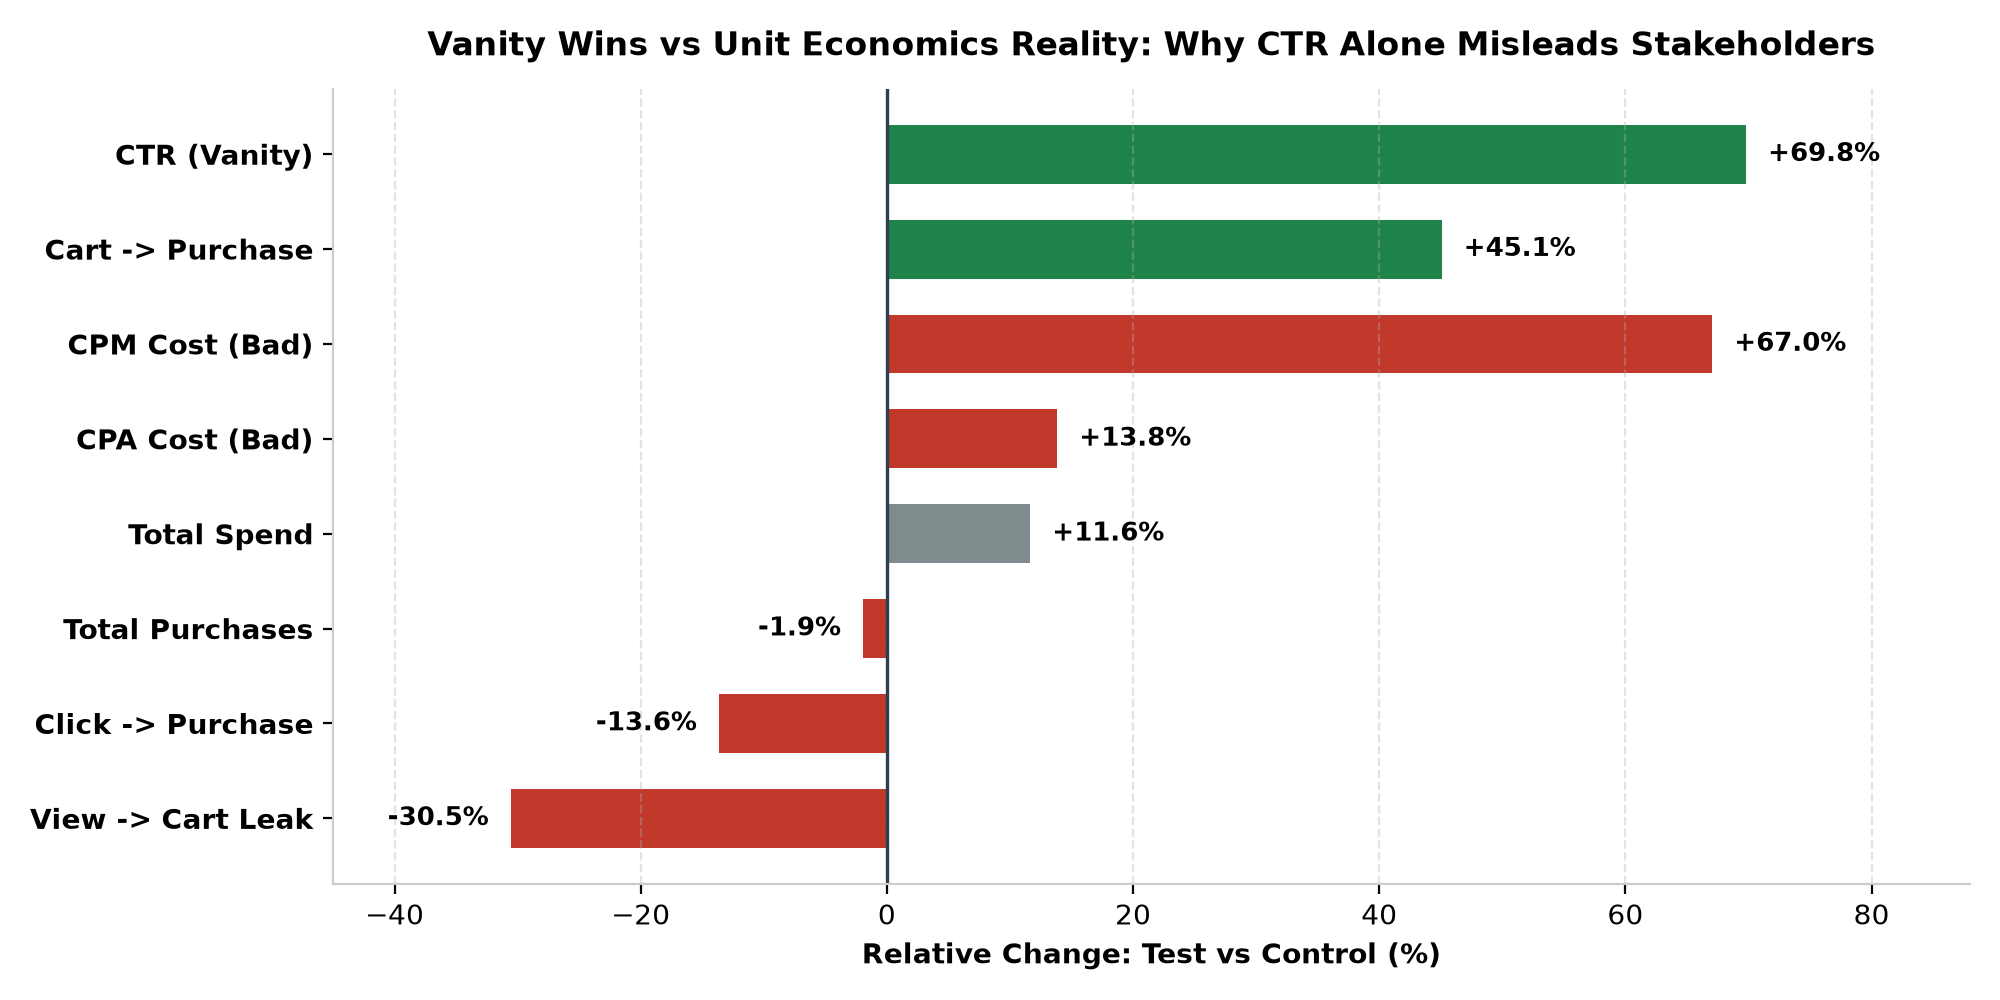 Vanity Wins vs Unit Economics Reality: Why CTR Alone Misleads Stakeholders
CTR (Vanity)
+69.8%
Cart -> Purchase
+45.1%
CPM Cost (Bad)
+67.0%
CPA Cost (Bad)
+13.8%
Total Spend
+11.6%
Total Purchases
-1.9%
Click -> Purchase
-13.6%
View -> Cart Leak
-30.5%
−40 −20 0 20 40 60 80
Relative Change: Test vs Control (%)